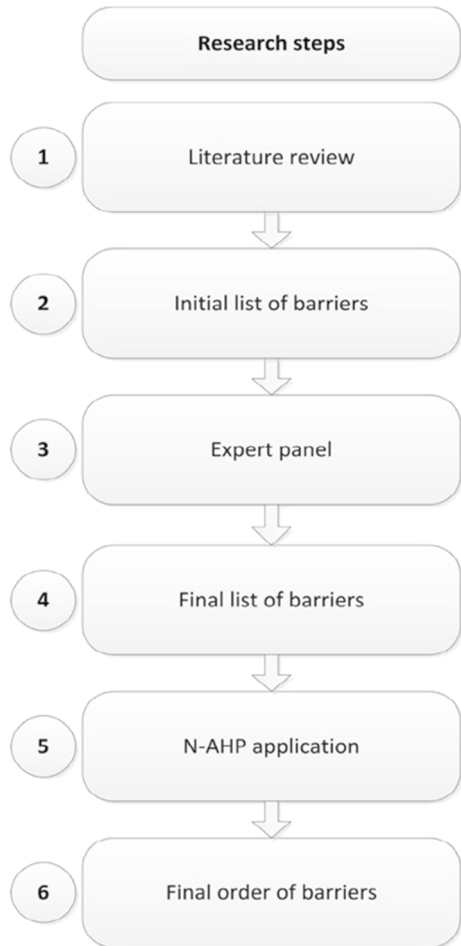 Research steps
1
Literature review
2
Initial list of barriers
3
Expert panel
4
Final list of barriers
5
N-AHP application
6
Final order of barriers